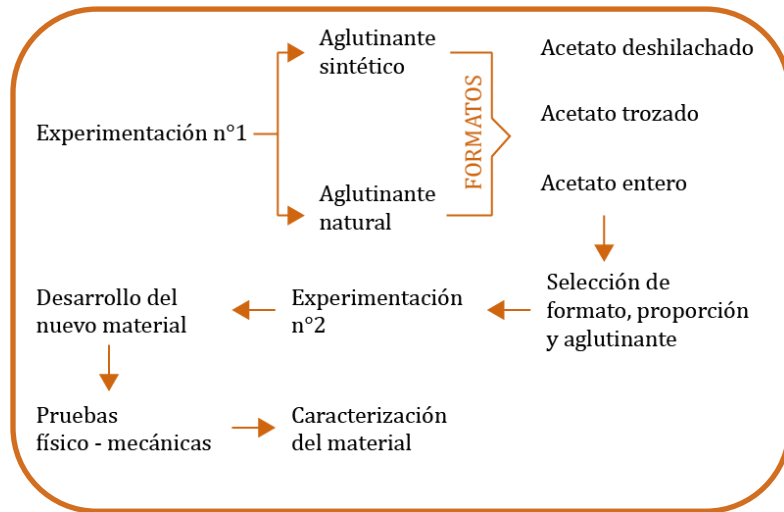 Aglutinante
sintético
Acetato deshilachado
Experimentación n°1
FORMATOS
Acetato trozado
Aglutinante
natural
Acetato entero
Selección de
formato, proporción
y aglutinante
Experimentación
n°2
Desarrollo del
nuevo material
Pruebas
físico - mecánicas
Caracterización
del material